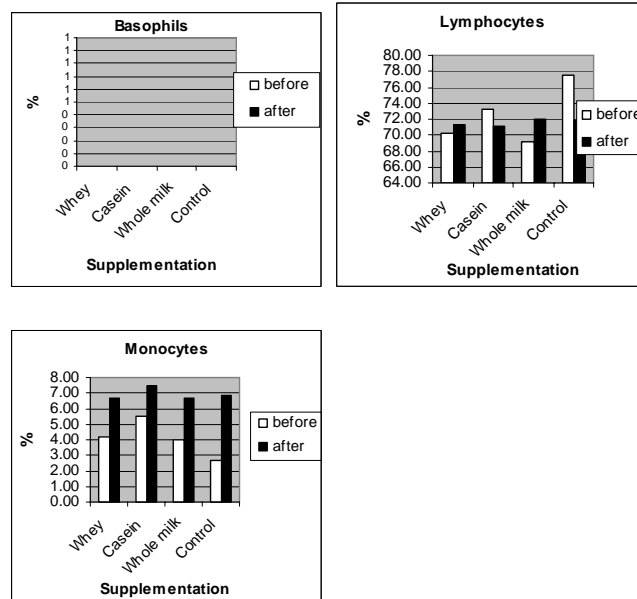 Basophils
1
1
1
1
1
1
0
0
0
0
0
%
before
after
Whey
Casein
Whole milk
Control
Supplementation
Lymphocytes
80.00
78.00
76.00
74.00
72.00
70.00
68.00
66.00
64.00
%
before
after
Whey
Casein
Whole milk
Control
Supplementation
Monocytes
8.00
7.00
6.00
5.00
4.00
3.00
2.00
1.00
0.00
%
before
after
Whey
Casein
Whole milk
Control
Supplementation